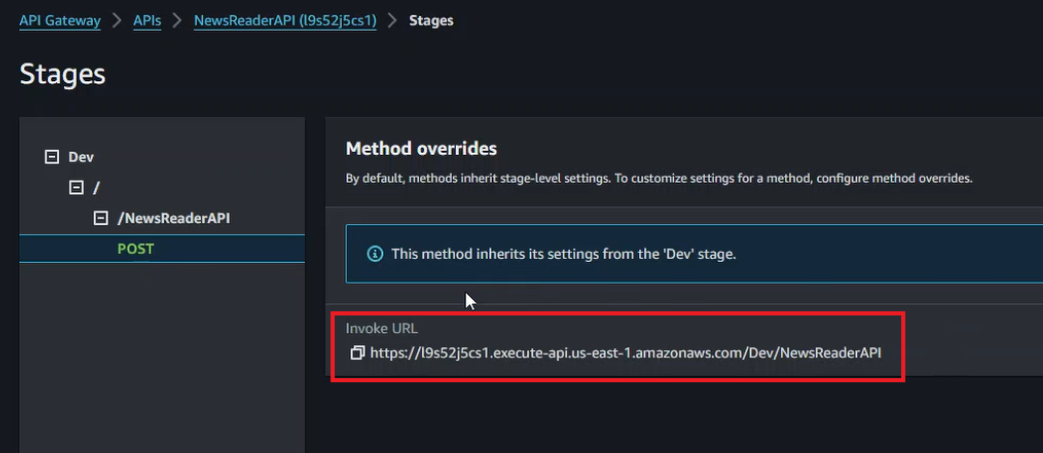 API Gateway > APIs > NewsReaderAPI (l9s52j5cs1) > Stages
Stages
Dev
/
/NewsReaderAPI
POST
Method overrides
By default, methods inherit stage-level settings. To customize settings for a method, configure method overrides.
This method inherits its settings from the 'Dev' stage.
Invoke URL
https://l9s52j5cs1.execute-api.us-east-1.amazonaws.com/Dev/NewsReaderAPI